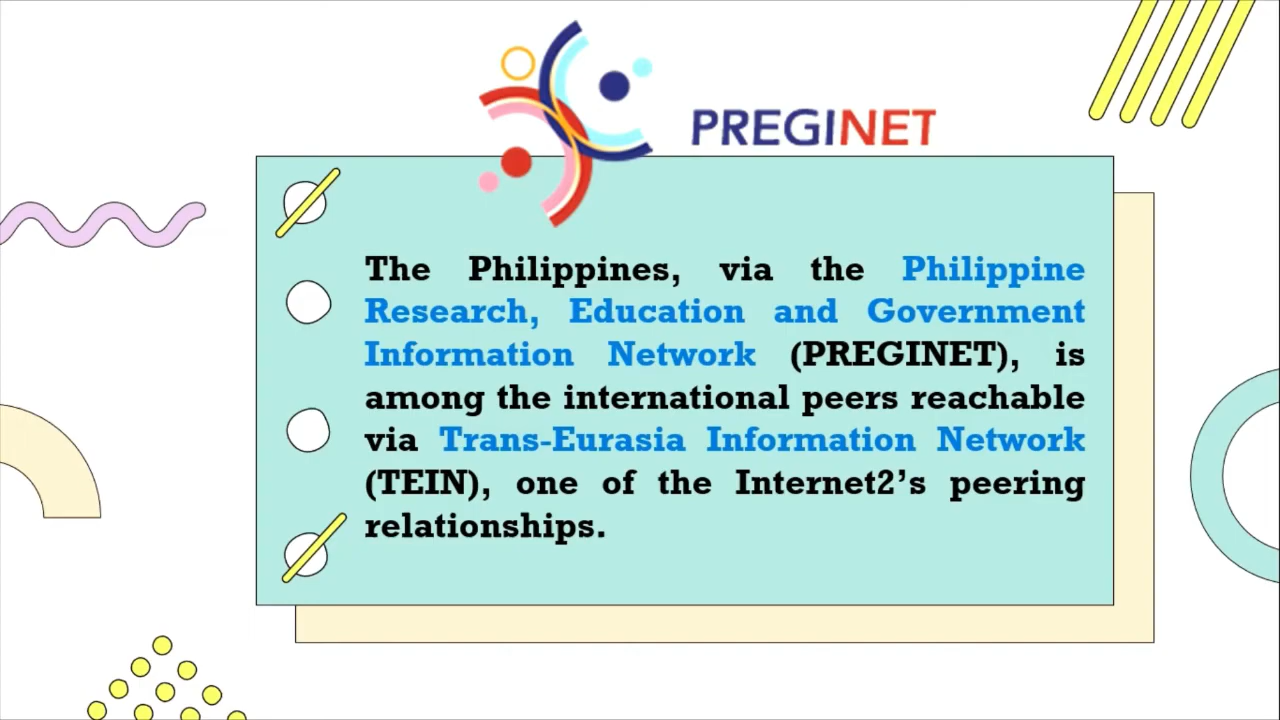 PREGINET
The Philippines, via the Philippine
Research, Education and Government
Information Network (PREGINET), is
among the international peers reachable
via Trans-Eurasia Information Network
(TEIN), one of the Internet2’s peering
relationships.